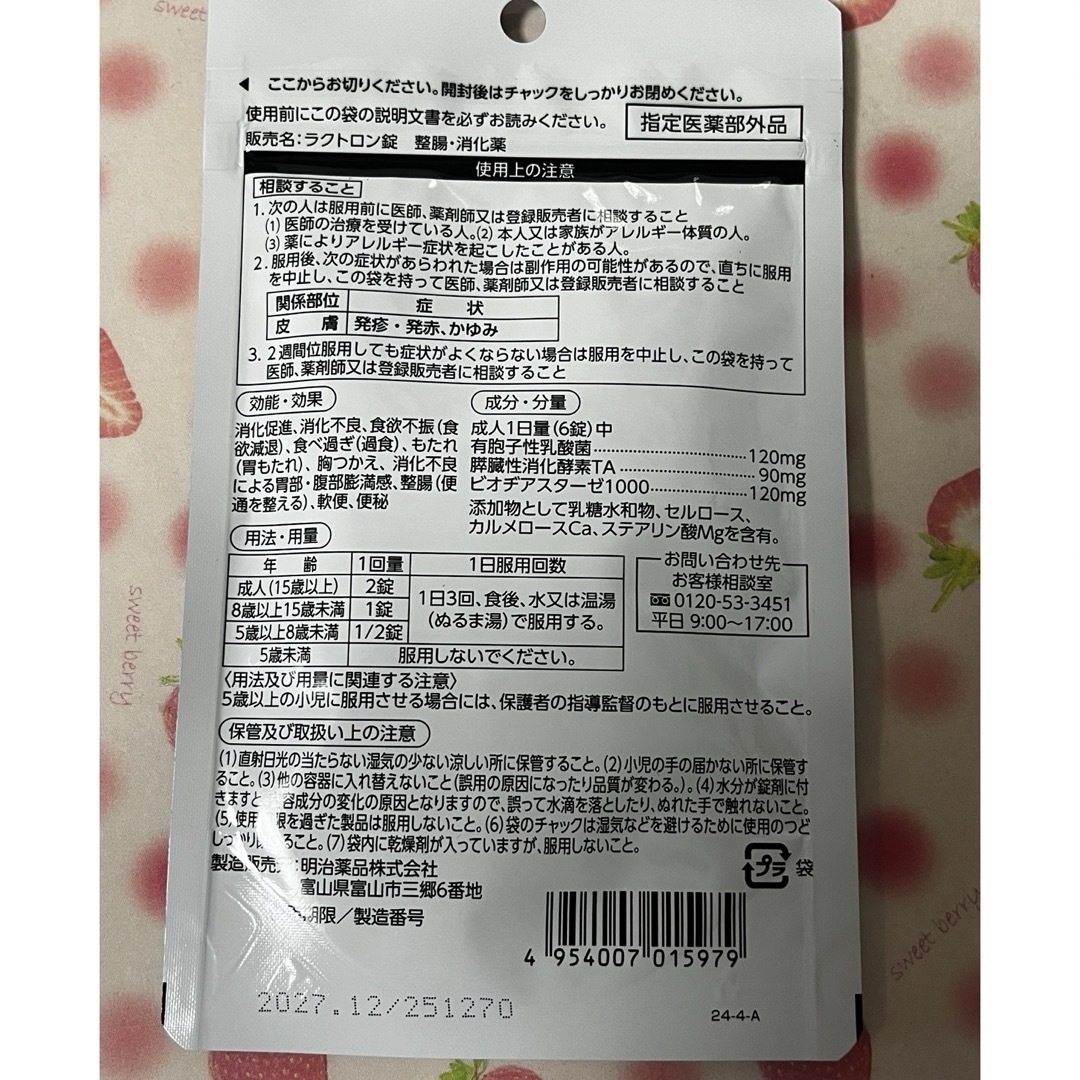 ここからお切りください。開封後はチャックをしっかりお閉めください。
使用前にこの袋の説明文書を必ずお読みください。
指定医薬部外品
販売名:ラクトロン錠 整腸・消化薬
使用上の注意
相談すること
1. 次の人は服用前に医師、薬剤師又は登録販売者に相談すること
(1) 医師の治療を受けている人。(2) 本人又は家族がアレルギー体質の人。
(3) 薬によりアレルギー症状を起こしたことがある人。
2. 服用後、次の症状があらわれた場合は副作用の可能性があるので、直ちに服用
を中止し、この袋を持って医師、薬剤師又は登録販売者に相談すること
関係部位 症状
皮膚 発疹・発赤、かゆみ
3. 2週間位服用しても症状がよくならない場合は服用を中止し、この袋を持って
医師、薬剤師又は登録販売者に相談すること
効能・効果
消化促進、消化不良、食欲不振(食
欲減退)、食べ過ぎ(過食)、もたれ
(胃もたれ)、胸つかえ、消化不良
による胃部・腹部膨満感、整腸(便
通を整える)、軟便、便秘
成分・分量
成人1日量(6錠)中
有胞子性乳酸菌 120mg
膵臓性消化酵素TA 90mg
ビオヂアスターゼ1000 120mg
添加物として乳糖水和物、セルロース、
カルメロースCa、ステアリン酸Mgを含有。
用法・用量
年齢 1回量 1日服用回数
成人(15歳以上) 2錠
8歳以上15歳未満 1錠
5歳以上8歳未満 1/2錠
1日3回、食後、水又は温湯
(ぬるま湯)で服用する。
5歳未満 服用しないでください。
お問い合わせ先
お客様相談室
0120-53-3451
平日 9:00〜17:00
〈用法及び用量に関連する注意〉
5歳以上の小児に服用させる場合には、保護者の指導監督のもとに服用させること。
保管及び取扱い上の注意
(1)直射日光の当たらない湿気の少ない涼しい所に保管すること。(2)小児の手の届かない所に保管す
ること。(3)他の容器に入れ替えないこと(誤用の原因になったり品質が変わる。)。(4)水分が錠剤に付
きますと、容成分の変化の原因となりますので、誤って水滴を落としたり、ぬれた手で触れないこと。
(5)使用 限を過ぎた製品は服用しないこと。(6)袋のチャックは湿気などを避けるために使用のつど
しっかり ること。(7)袋内に乾燥剤が入っていますが、服用しないこと。
製造販売 明治薬品株式会社
富山県富山市三郷6番地
期限/製造番号
プラ 袋
4 954007 015979
2027.12/251270
24-4-A
sweet berry
sweet berry
sweet berry